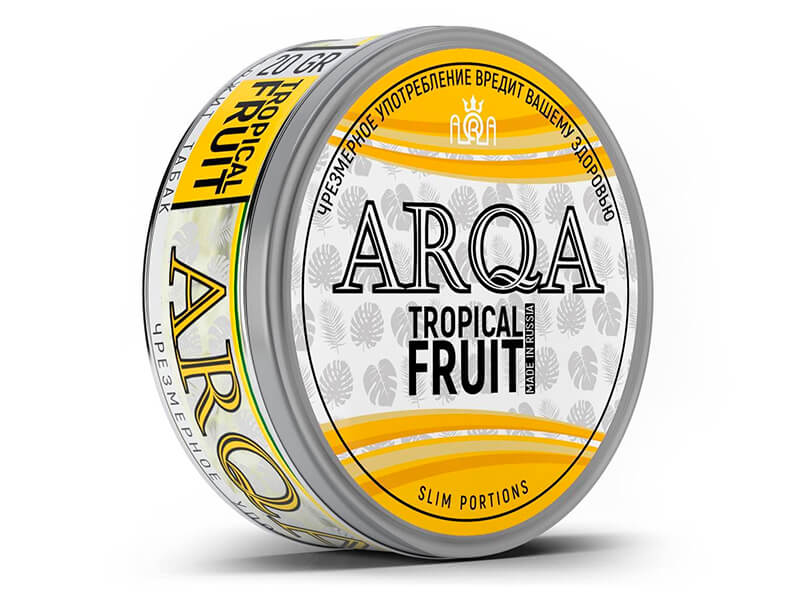 ЧРЕЗМЕРНОЕ УПОТРЕБЛЕНИЕ ВРЕДИТ ВАШЕМУ ЗДОРОВЬЮ
ARQA
ARQA
TROPICAL
FRUIT
MADE IN RUSSIA
SLIM PORTIONS
20 GR
TROPICAL
FRUIT
ТАБАК
ARQA
ЧРЕЗМЕРНОЕ